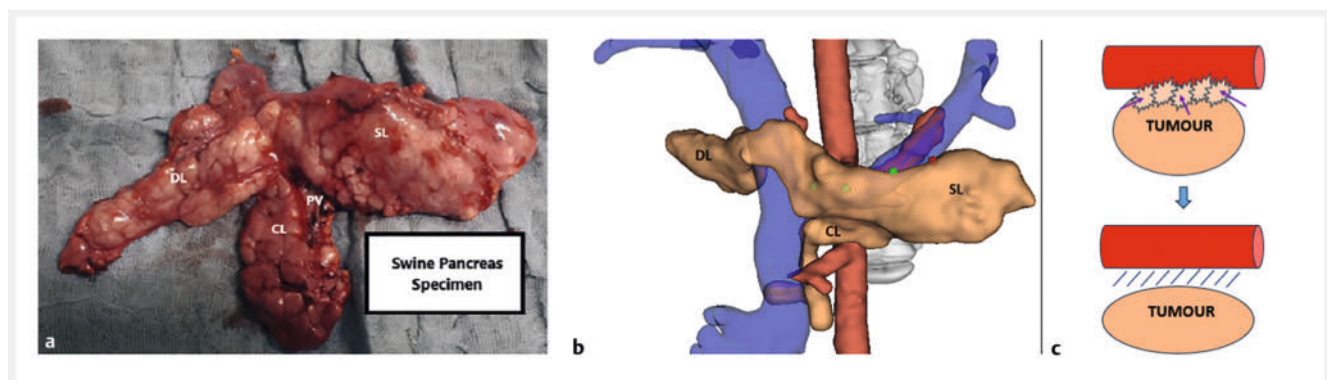 SL
DL
PV
CL
Swine Pancreas
Specimen
a
DL
SL
CL
b
TUMOUR
TUMOUR
c